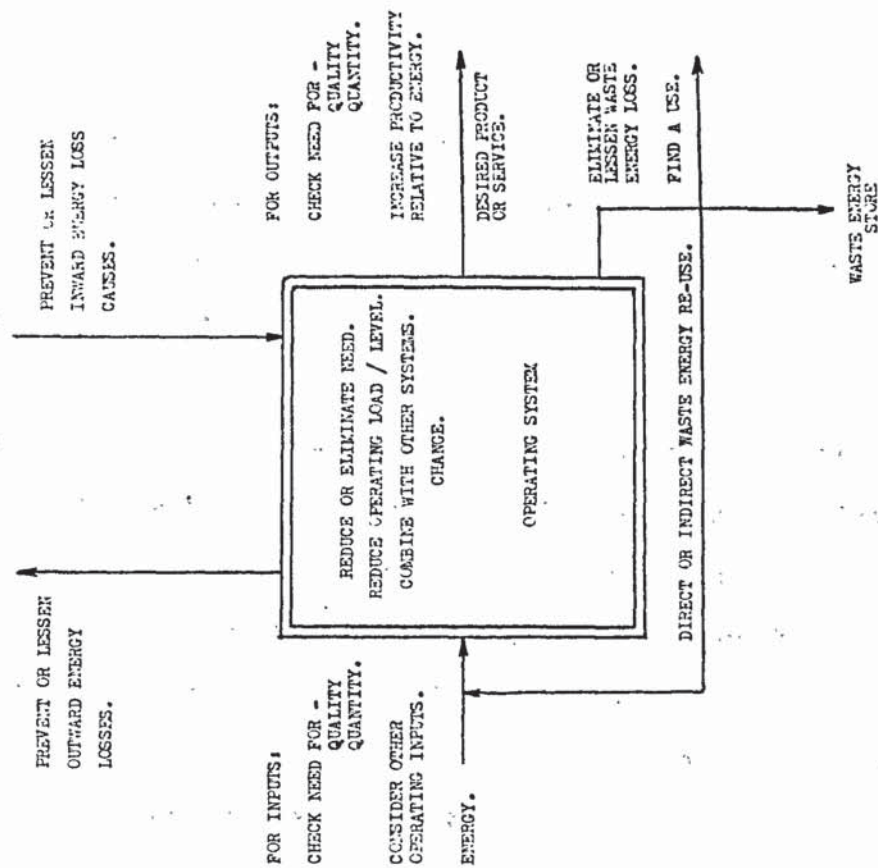 PREVENT OR LESSEN
OUTWARD ENERGY
LOSSES.
PREVENT OR LESSEN
INWARD ENERGY LOSS
CAUSES.
FOR INPUTS:
CHECK NEED FOR -
QUALITY
QUANTITY.
CONSIDER OTHER
OPERATING INPUTS.
ENERGY.
REDUCE OR ELIMINATE NEED.
REDUCE OPERATING LOAD / LEVEL.
COMBINE WITH OTHER SYSTEMS.
CHANGE.
OPERATING SYSTEM
FOR OUTPUTS:
CHECK NEED FOR -
QUALITY
QUANTITY.
INCREASE PRODUCTIVITY
RELATIVE TO ENERGY.
DESIRED PRODUCT
OR SERVICE.
ELIMINATE OR
LESSEN WASTE
ENERGY LOSS.
FIND A USE.
DIRECT OR INDIRECT WASTE ENERGY RE-USE.
WASTE ENERGY
STORE